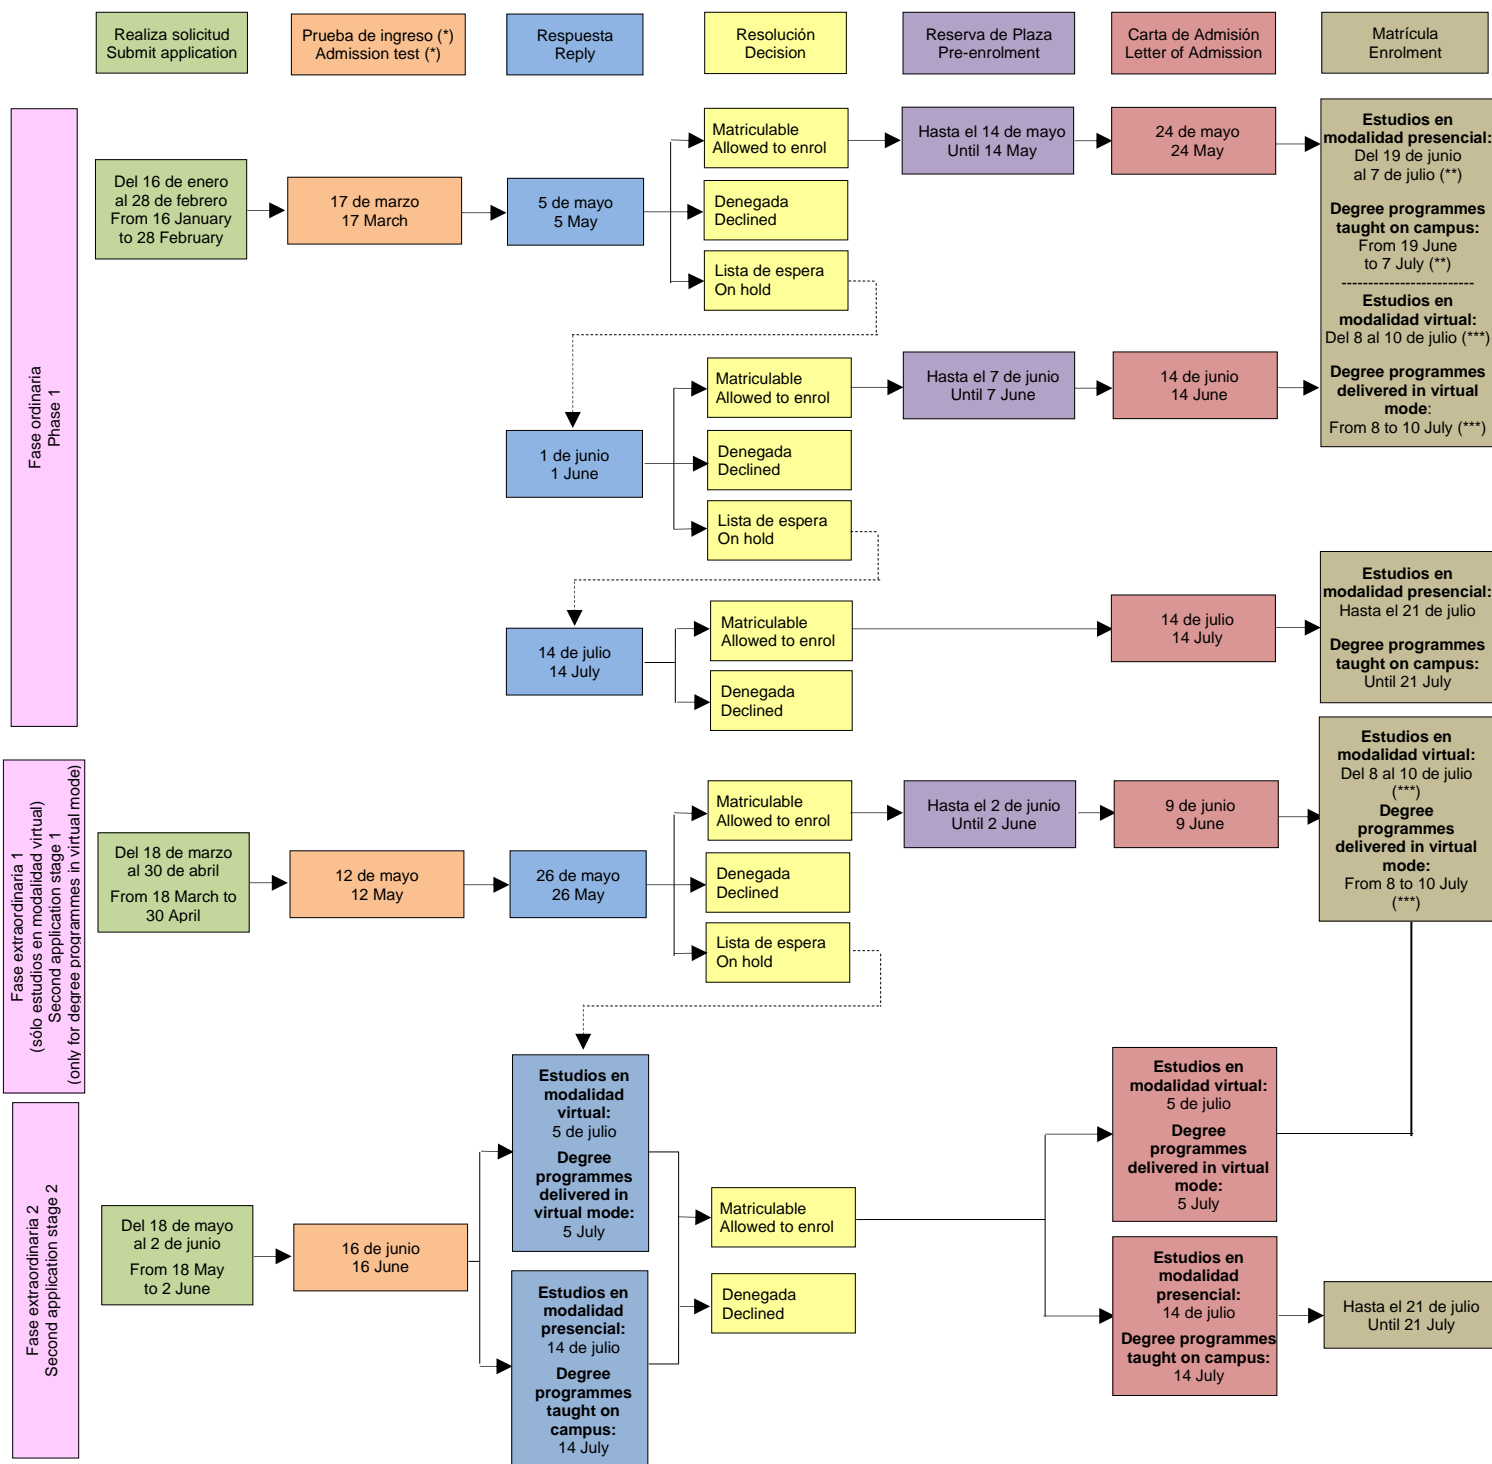 Realiza solicitud
Submit application
Prueba de ingreso (*)
Admission test (*)
Respuesta
Reply
Resolución
Decision
Reserva de Plaza
Pre-enrolment
Carta de Admisión
Letter of Admission
Matrícula
Enrolment
Fase ordinaria
Phase 1
Del 16 de enero
al 28 de febrero
From 16 January
to 28 February
17 de marzo
17 March
5 de mayo
5 May
Matriculable
Allowed to enrol
Denegada
Declined
Lista de espera
On hold
Hasta el 14 de mayo
Until 14 May
24 de mayo
24 May
Estudios en
modalidad presencial:
Del 19 de junio
al 7 de julio (**)
Degree programmes
taught on campus:
From 19 June
to 7 July (**)
-------------------------
Estudios en
modalidad virtual:
Del 8 al 10 de julio (***)
Degree programmes
delivered in virtual
mode:
From 8 to 10 July (***)
1 de junio
1 June
Matriculable
Allowed to enrol
Denegada
Declined
Lista de espera
On hold
Hasta el 7 de junio
Until 7 June
14 de junio
14 June
14 de julio
14 July
Matriculable
Allowed to enrol
Denegada
Declined
14 de julio
14 July
Estudios en
modalidad presencial:
Hasta el 21 de julio
Degree programmes
taught on campus:
Until 21 July
Fase extraordinaria 1
(sólo estudios en modalidad virtual)
Second application stage 1
(only for degree programmes in virtual mode)
Del 18 de marzo
al 30 de abril
From 18 March to
30 April
12 de mayo
12 May
26 de mayo
26 May
Matriculable
Allowed to enrol
Denegada
Declined
Lista de espera
On hold
Hasta el 2 de junio
Until 2 June
9 de junio
9 June
Estudios en
modalidad virtual:
Del 8 al 10 de julio
(***)
Degree
programmes
delivered in virtual
mode:
From 8 to 10 July
(***)
Fase extraordinaria 2
Second application stage 2
Del 18 de mayo
al 2 de junio
From 18 May
to 2 June
16 de junio
16 June
Estudios en
modalidad
virtual:
5 de julio
Degree
programmes
delivered in
virtual mode:
5 July
Estudios en
modalidad
presencial:
14 de julio
Degree
programmes
taught on
campus:
14 July
Matriculable
Allowed to enrol
Denegada
Declined
Estudios en
modalidad virtual:
5 de julio
Degree
programmes
delivered in virtual
mode:
5 July
Estudios en
modalidad
presencial:
14 de julio
Degree programmes
taught on campus:
14 July
Hasta el 21 de julio
Until 21 July